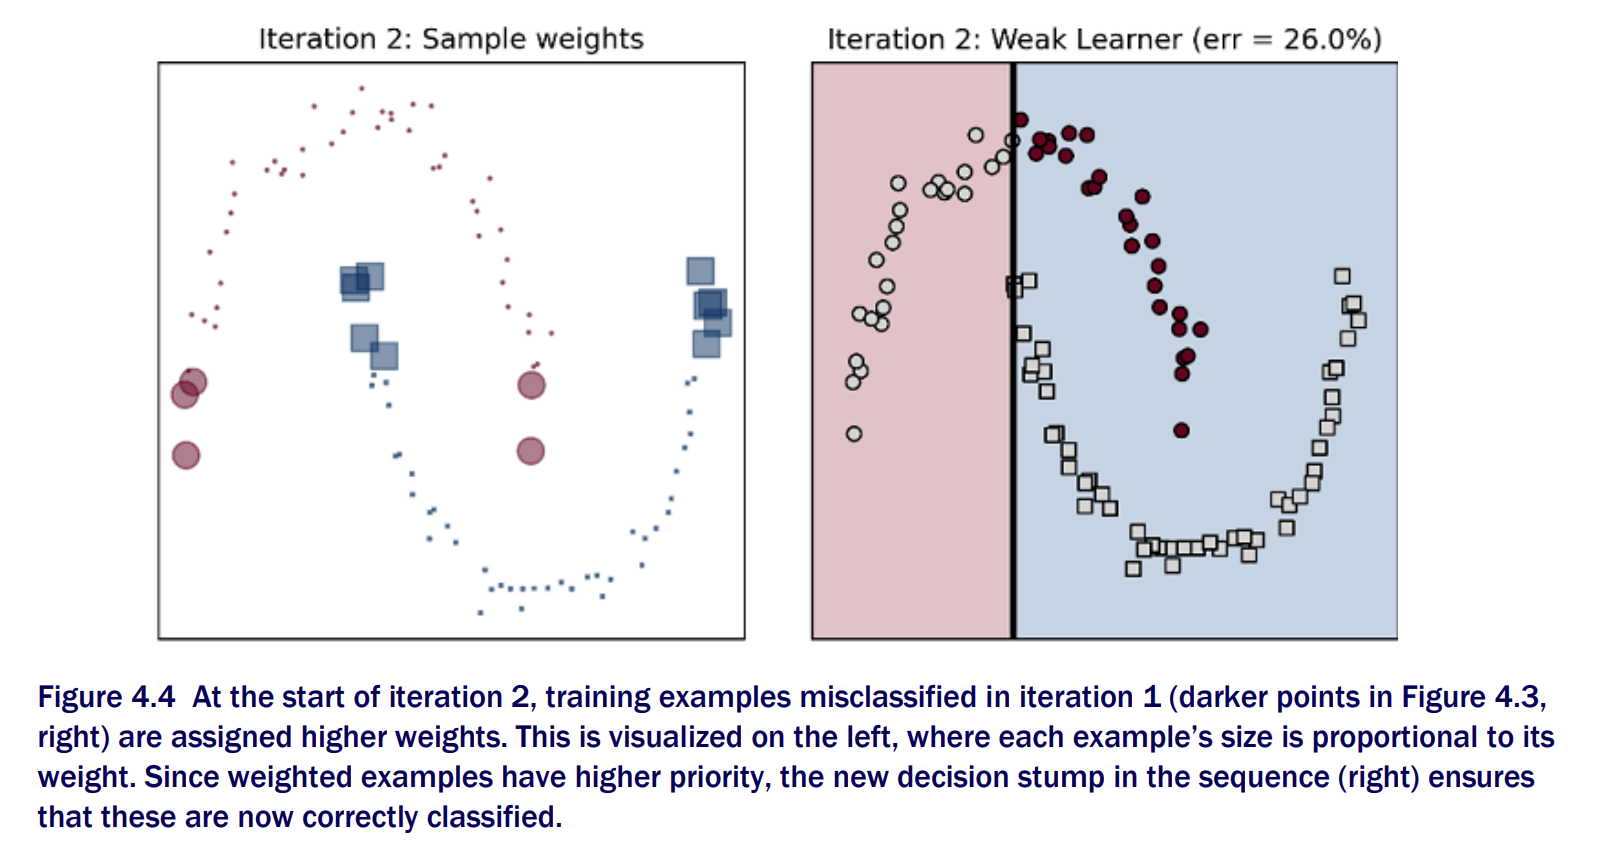 Iteration 2: Sample weights
Iteration 2: Weak Learner (err = 26.0%)
Figure 4.4 At the start of iteration 2, training examples misclassified in iteration 1 (darker points in Figure 4.3,
right) are assigned higher weights. This is visualized on the left, where each example's size is proportional to its
weight. Since weighted examples have higher priority, the new decision stump in the sequence (right) ensures
that these are now correctly classified.